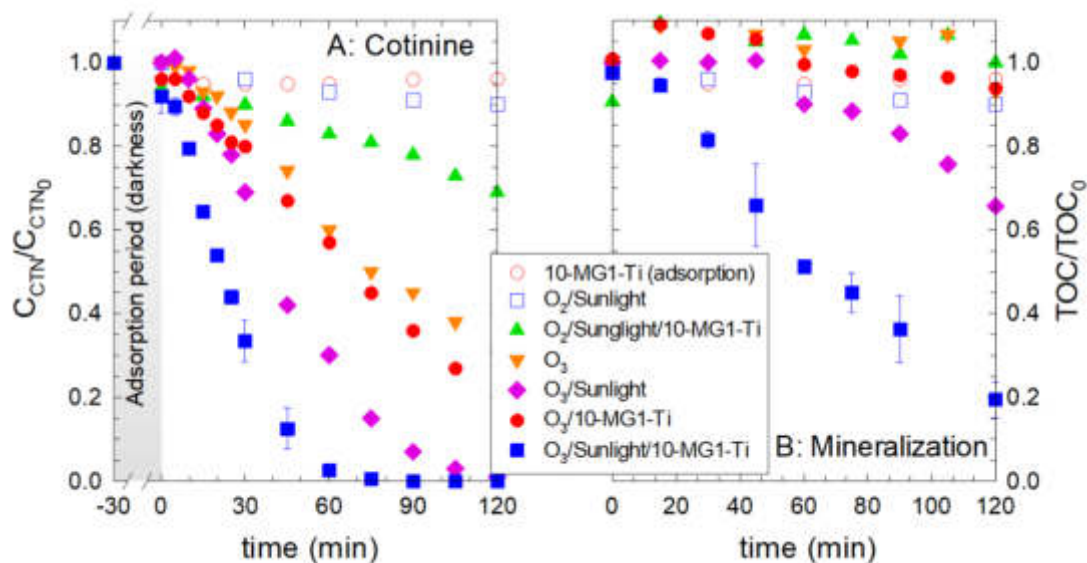 A: Cotinine
C_CTN/C_CTN0
1.0
0.8
0.6
0.4
0.2
0.0
Adsorption period (darkness)
-30 0 30 60 90 120
time (min)
10-MG1-Ti (adsorption)
O2/Sunlight
O2/Sunglight/10-MG1-Ti
O3
O3/Sunlight
O3/10-MG1-Ti
O3/Sunlight/10-MG1-Ti
B: Mineralization
1.0
0.8
0.6
0.4
0.2
0.0
TOC/TOC0
0 20 40 60 80 100 120
time (min)